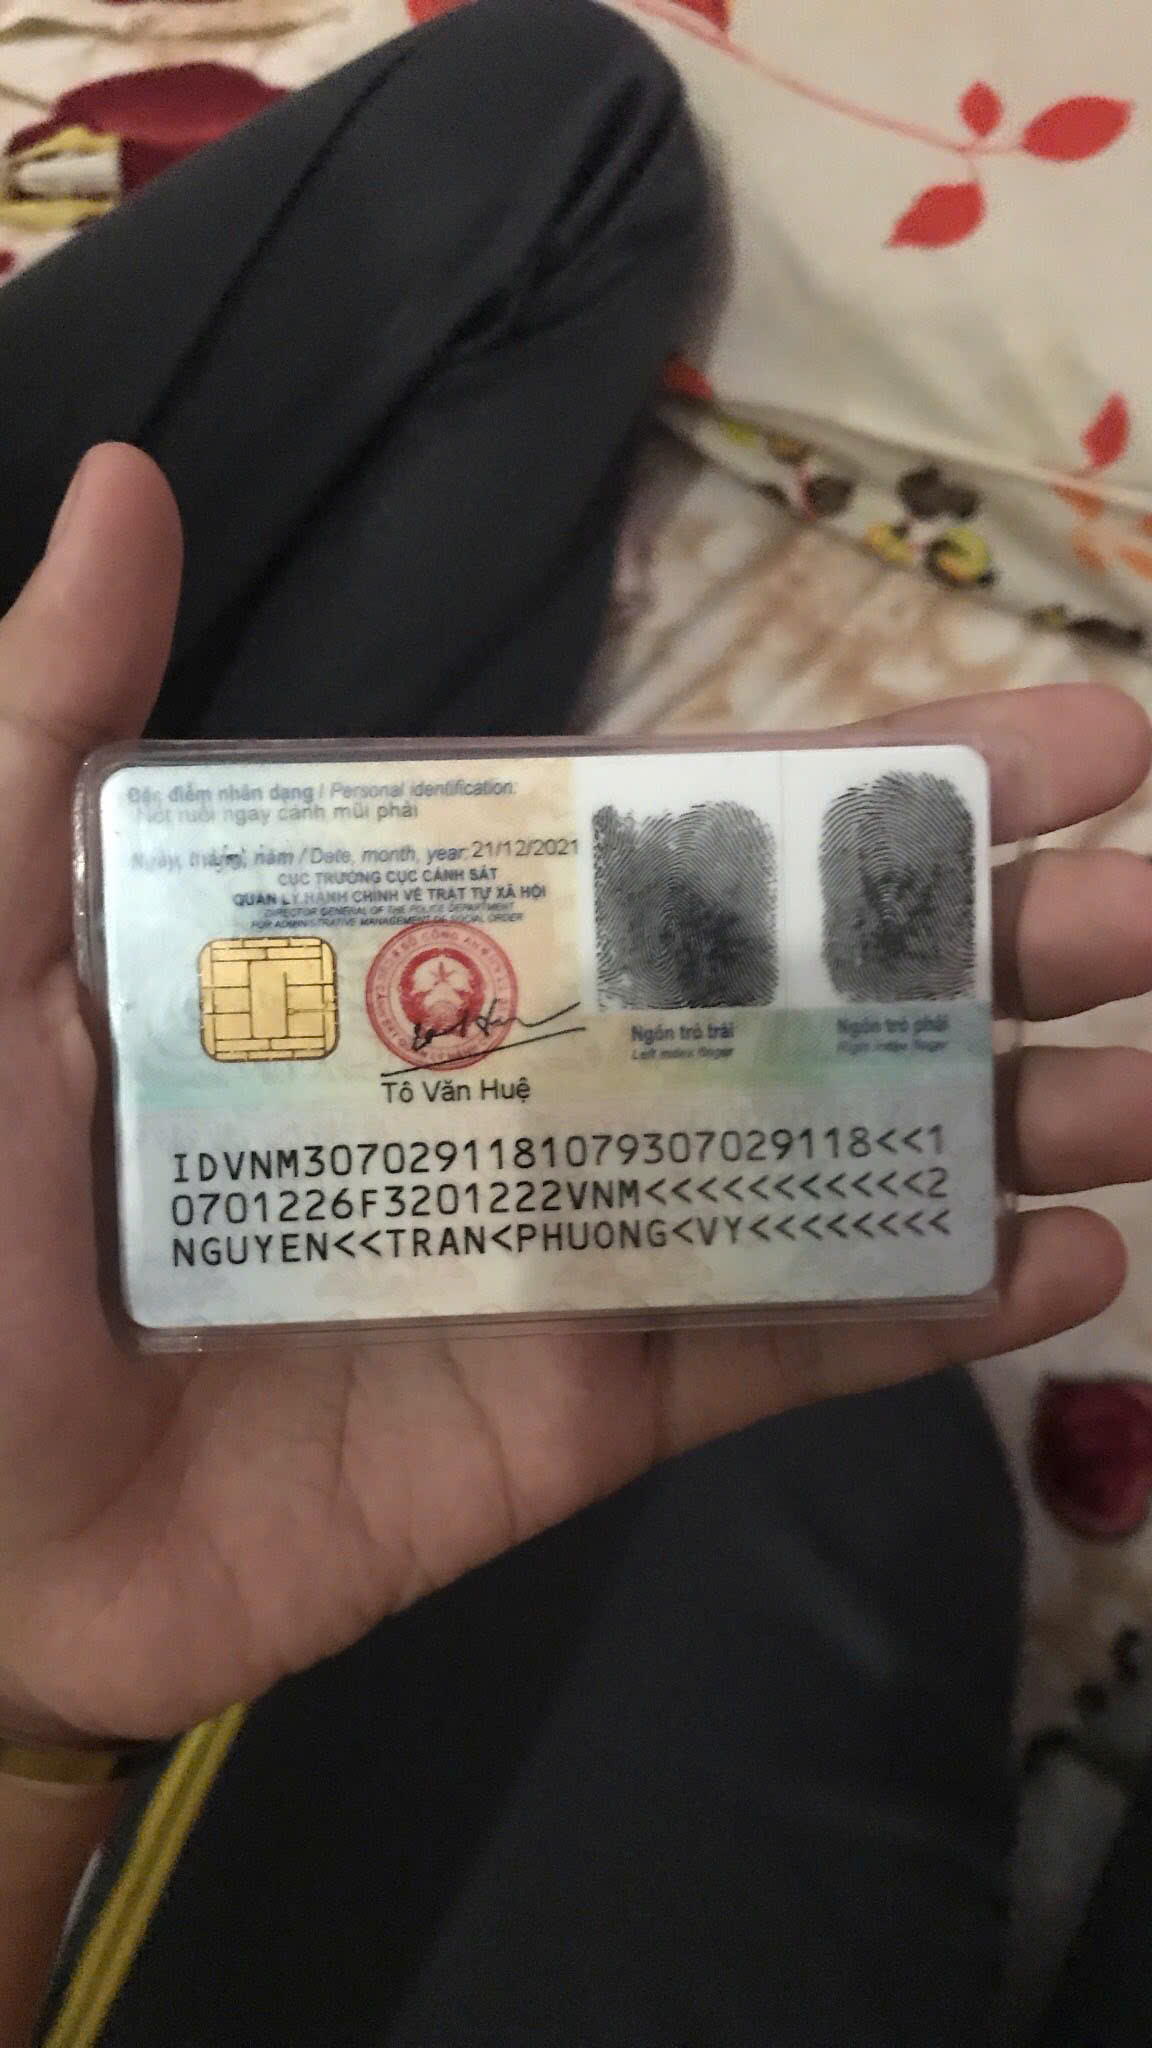 Đặc điểm nhân dạng / Personal identification:
Nốt ruồi ngay cánh mũi phải
Ngày, tháng, năm / Date, month, year: 21/12/2021
CỤC TRƯỞNG CỤC CẢNH SÁT
QUẢN LÝ HÀNH CHÍNH VỀ TRẬT TỰ XÃ HỘI
DIRECTOR GENERAL OF THE POLICE DEPARTMENT
FOR ADMINISTRATIVE MANAGEMENT OF SOCIAL ORDER
BỘ CÔNG AN
Ngón trỏ trái
Left index finger
Ngón trỏ phải
Right index finger
Tô Văn Huệ
IDVNM3070291181079307029118<<1
0701226F3201222VNM<<<<<<<<<<<2
NGUYEN<<TRAN<PHUONG<VY<<<<<<<<